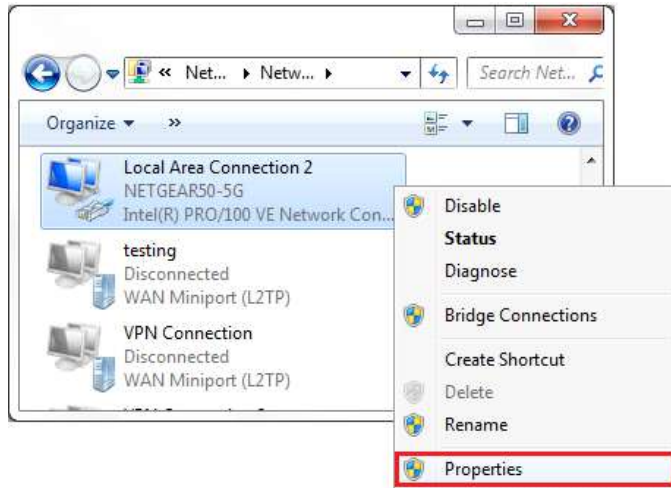 « Net... ▸ Netw... ▸
Search Net...
Organize ▾ »
Local Area Connection 2
NETGEAR50-5G
Intel(R) PRO/100 VE Network Con...
testing
Disconnected
WAN Miniport (L2TP)
VPN Connection
Disconnected
WAN Miniport (L2TP)
Disable
Status
Diagnose
Bridge Connections
Create Shortcut
Delete
Rename
Properties